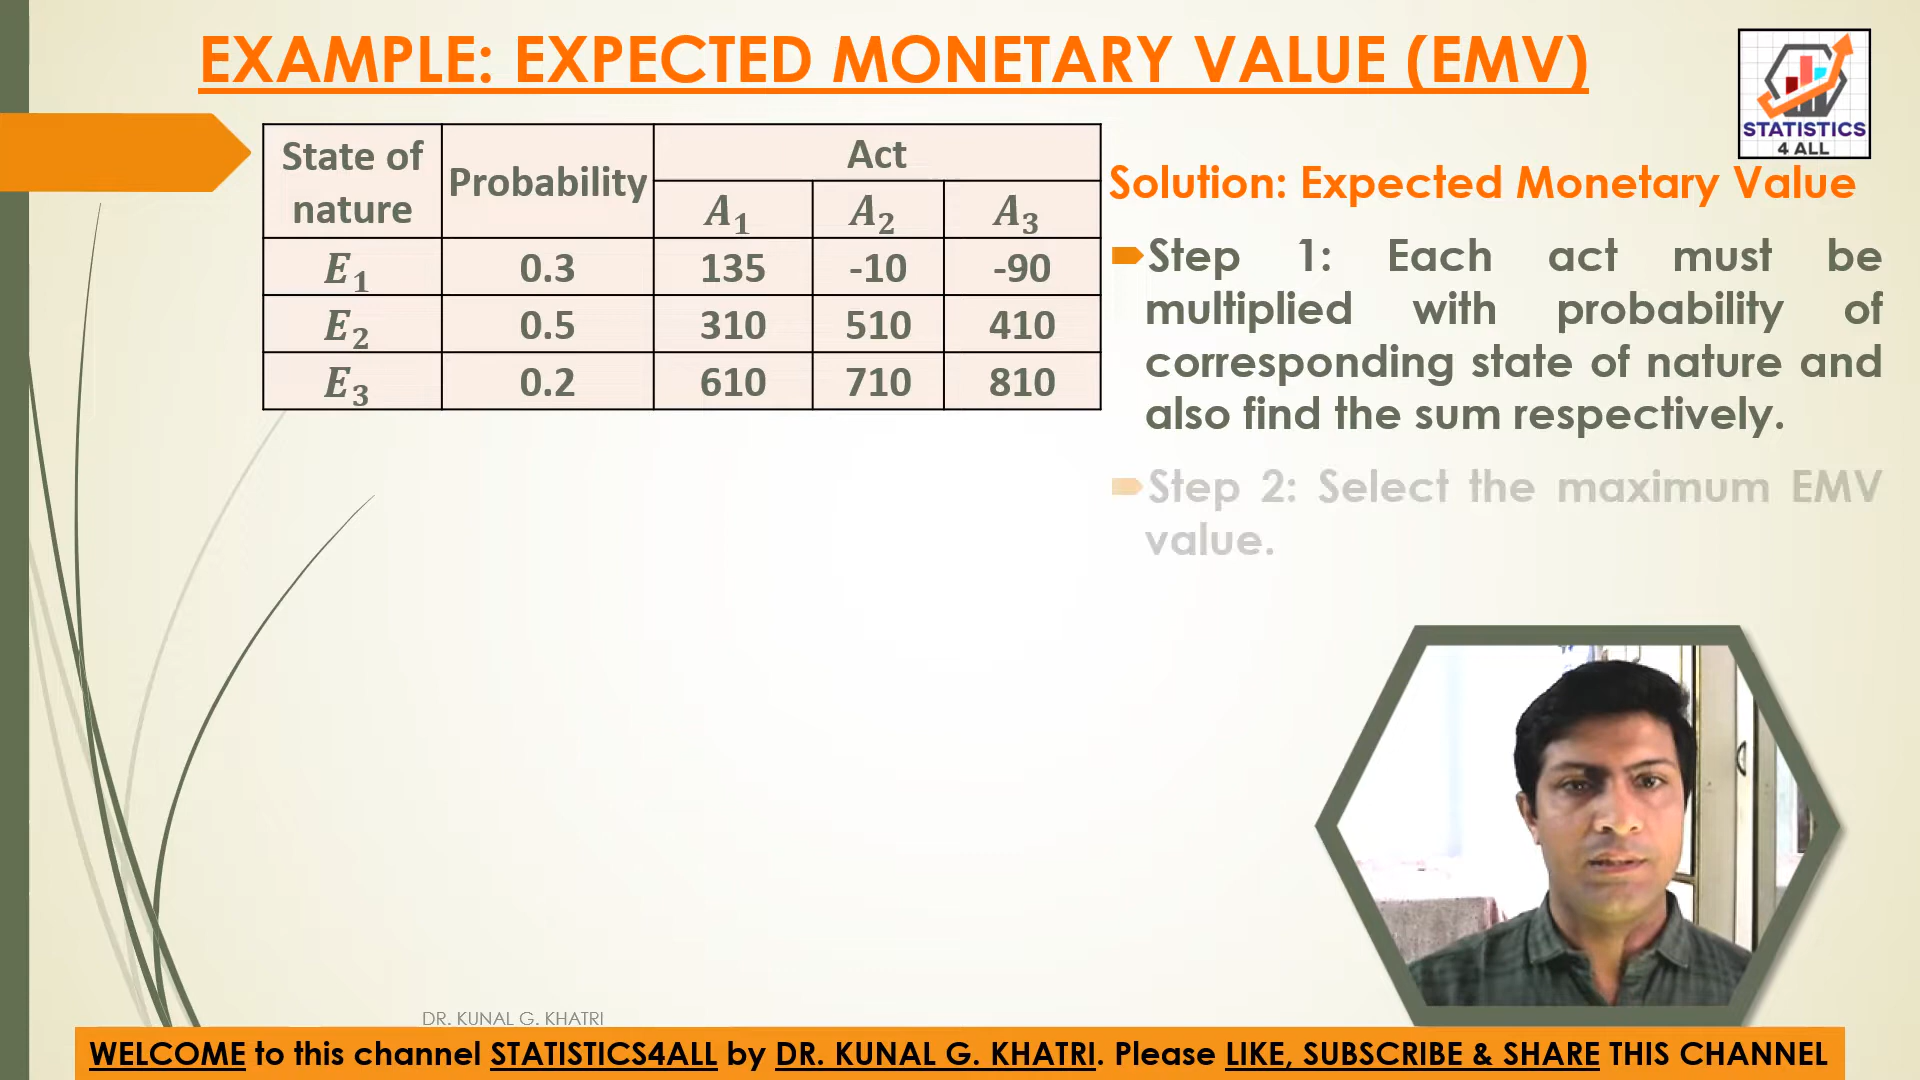 EXAMPLE: EXPECTED MONETARY VALUE (EMV)
STATISTICS
4 ALL
State of nature Probability Act
A1 A2 A3
E1 0.3 135 -10 -90
E2 0.5 310 510 410
E3 0.2 610 710 810
Solution: Expected Monetary Value
Step 1: Each act must be
multiplied with probability of
corresponding state of nature and
also find the sum respectively.
Step 2: Select the maximum EMV
value.
DR. KUNAL G. KHATRI
WELCOME to this channel STATISTICS4ALL by DR. KUNAL G. KHATRI. Please LIKE, SUBSCRIBE & SHARE THIS CHANNEL